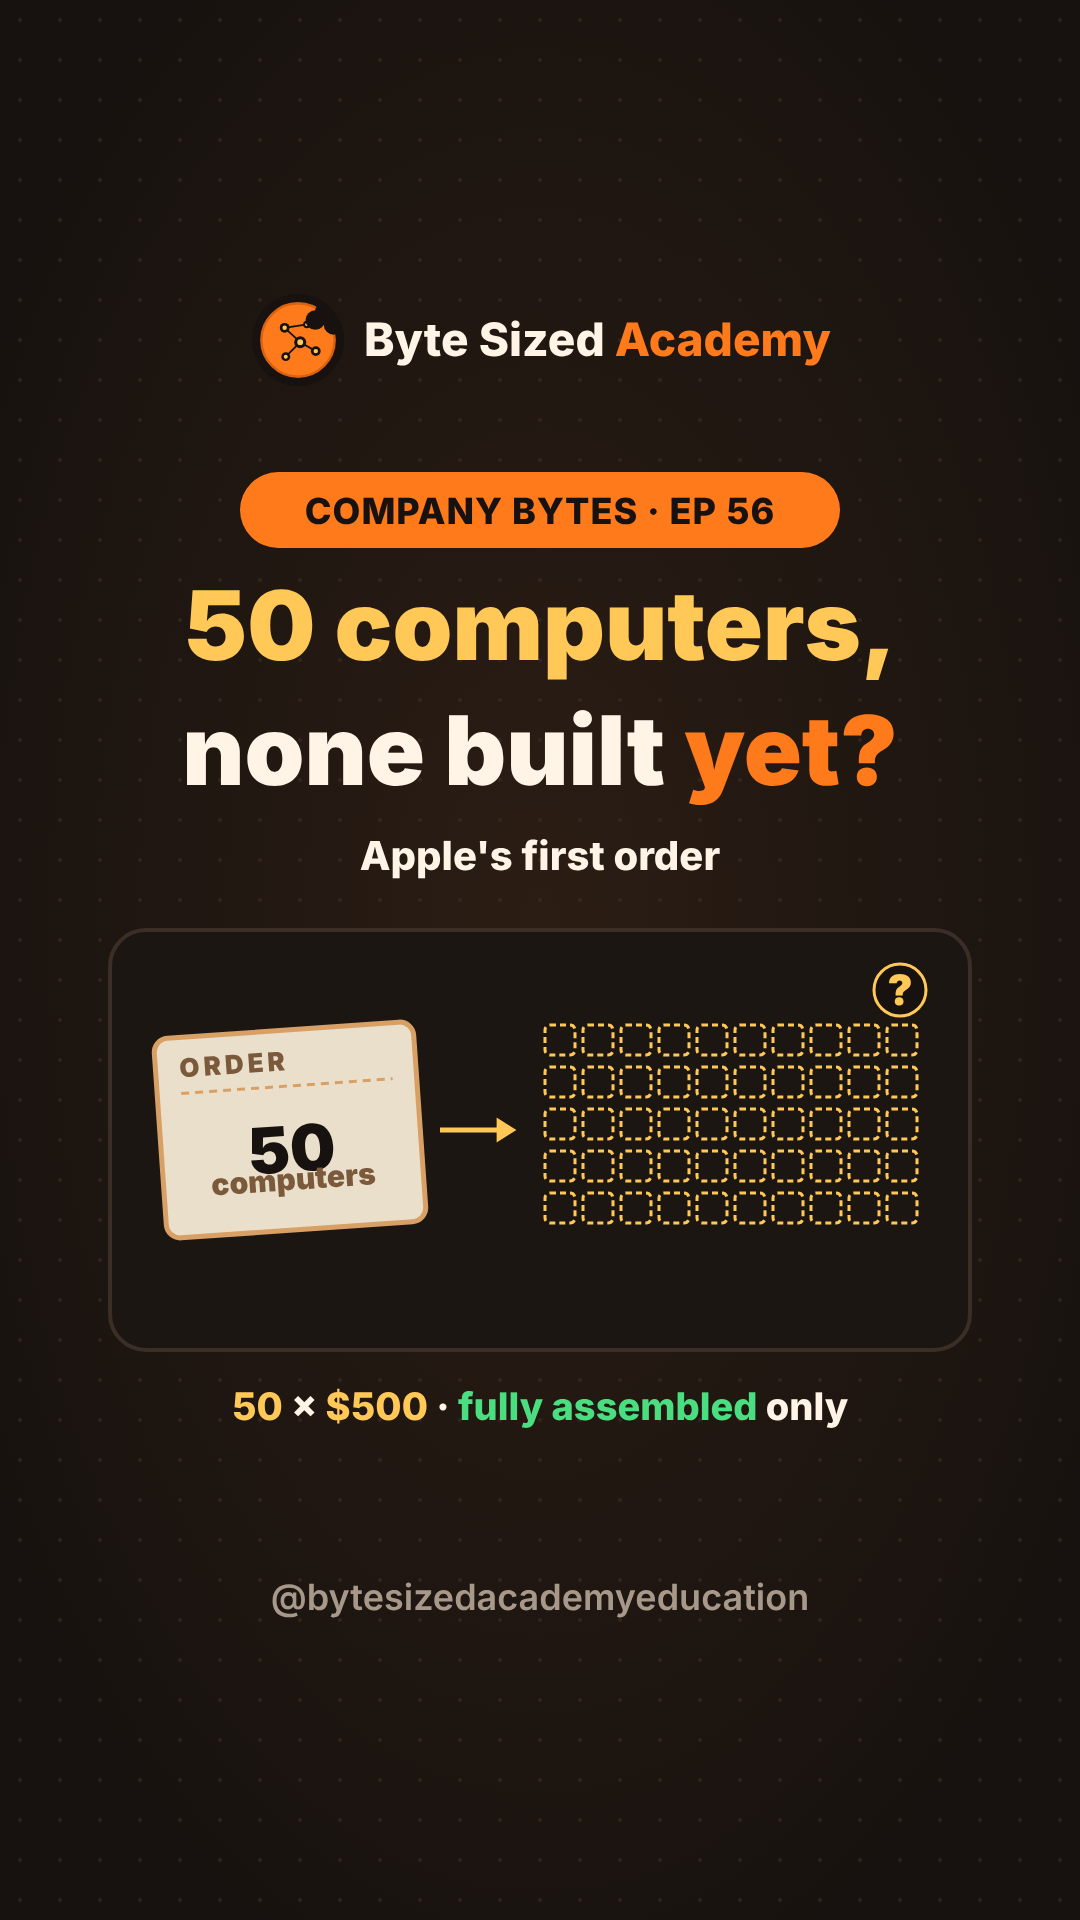 Byte Sized Academy
COMPANY BYTES · EP 56
50 computers,
none built yet?
Apple's first order
?
ORDER
50
computers
50 × $500 · fully assembled only
@bytesizedacademyeducation